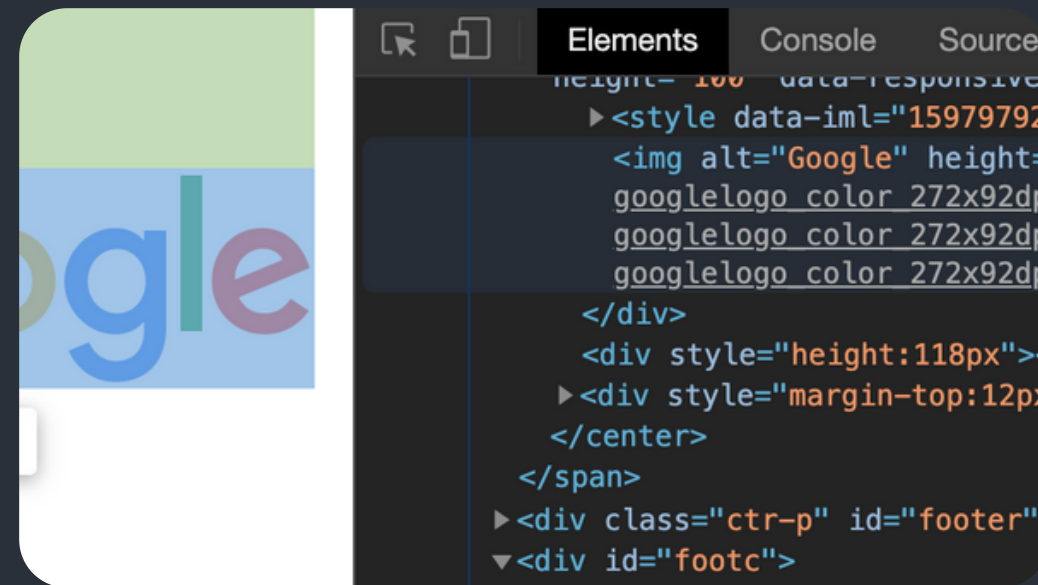 ogle
Elements Console Source
height="100" data-responsive
▶<style data-iml="15979792
<img alt="Google" height=
googlelogo_color_272x92dp
googlelogo_color_272x92dp
googlelogo_color_272x92dp
</div>
<div style="height:118px"><
▶<div style="margin-top:12px
</center>
</span>
▶<div class="ctr-p" id="footer"
▼<div id="footc">